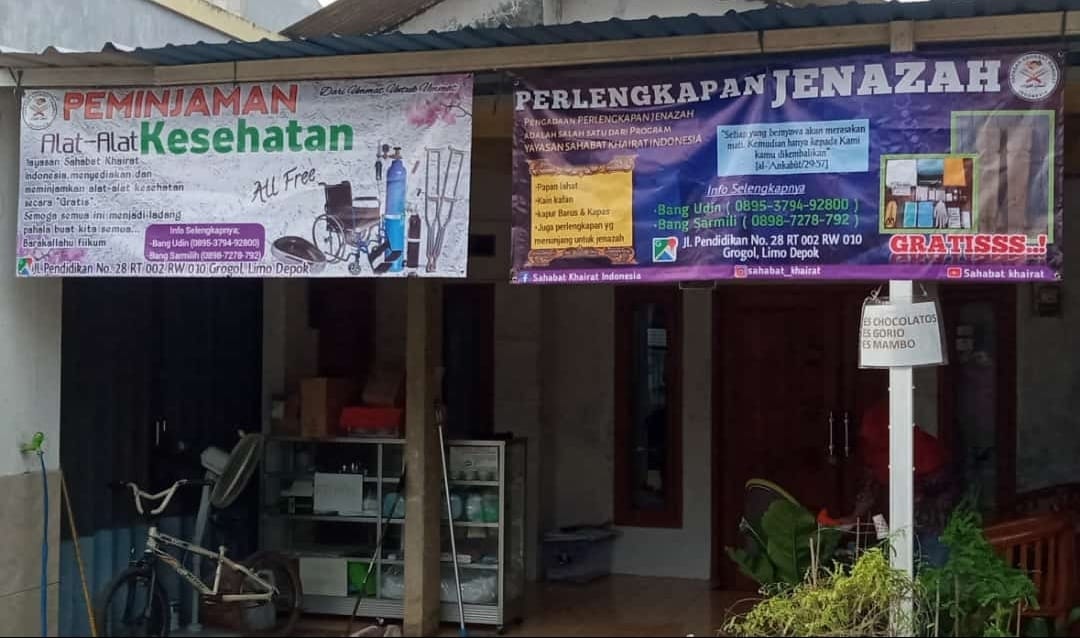 PEMINJAMAN
Dari Ummat, Untuk Ummat
Alat-Alat Kesehatan
Yayasan Sahabat Khairat
Indonesia, menyediakan dan
meminjamkan alat-alat kesehatan
secara "Gratis".
Semoga semua ini menjadi ladang
pahala buat kita semua...
Barakallahu fiikum
All Free
Info Selengkapnya;
-Bang Udin (0895-3794-92800)
-Bang Sarmilih (0898-7278-792)
Jl. Pendidikan No. 28 RT 002 RW 010 Grogol, Limo Depok
PERLENGKAPAN JENAZAH
PENGADAAN PERLENGKAPAN JENAZAH
ADALAH SALAH SATU DARI PROGRAM
YAYASAN SAHABAT KHAIRAT INDONESIA
"Setiap yang bernyawa akan merasakan
mati. Kemudian hanya kepada Kami
kamu dikembalikan"
[al-'Ankabut/29:57]
-Papan lahat
-Kain kafan
-kapur Barus & Kapas
-Juga perlengkapan yg
menunjang untuk jenazah
Info Selengkapnya
-Bang Udin ( 0895-3794-92800 )
-Bang Sarmili ( 0898-7278-792 )
Jl. Pendidikan No. 28 RT 002 RW 010
Grogol, Limo Depok
GRATISSS..!
Sahabat Khairat Indonesia
sahabat_khairat
Sahabat khairat
ES CHOCOLATOS
ES GORIO
ES MAMBO